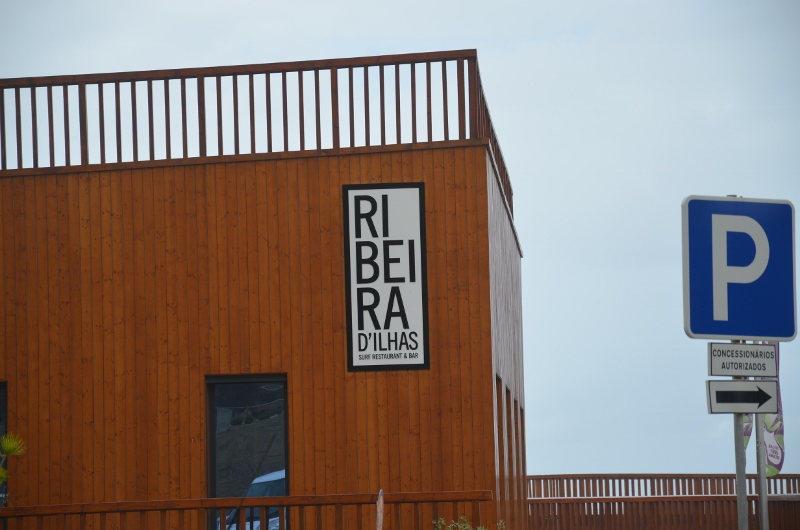 RI
BEI
RA
D'ILHAS
SURF RESTAURANT & BAR
P
CONCESSIONÁRIOS
AUTORIZADOS